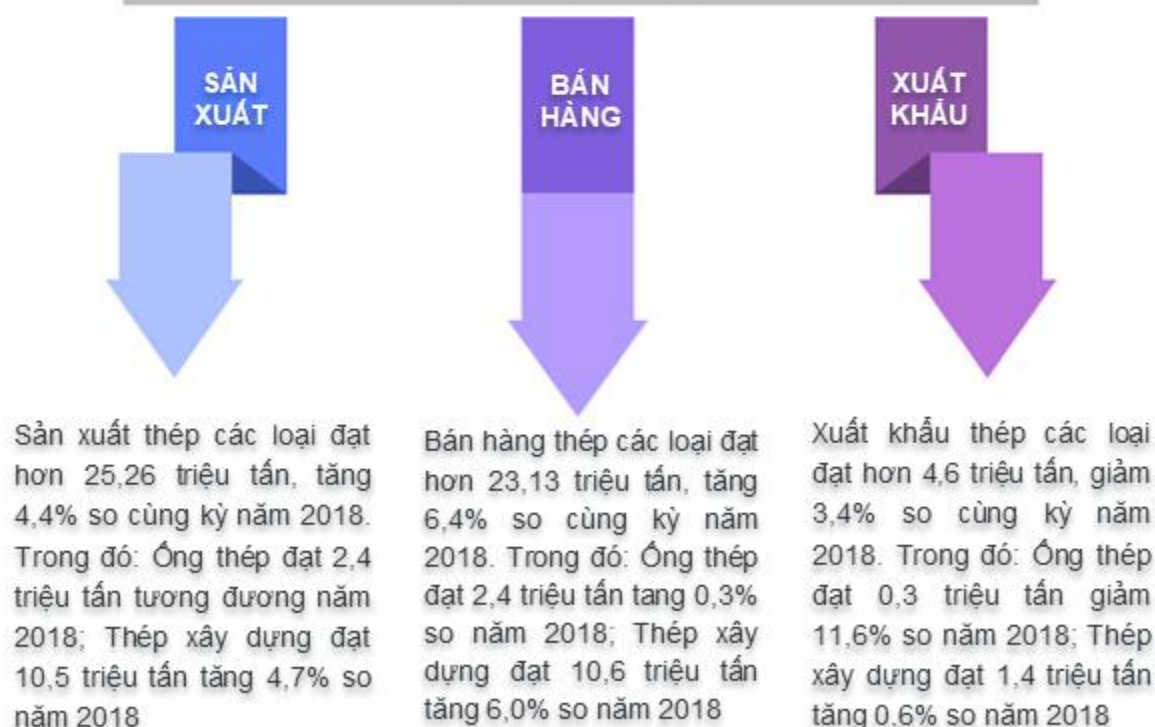 SẢN
XUẤT
BÁN
HÀNG
XUẤT
KHẨU
Sản xuất thép các loại đạt
hơn 25,26 triệu tấn, tăng
4,4% so cùng kỳ năm 2018.
Trong đó: Ống thép đạt 2,4
triệu tấn tương đương năm
2018; Thép xây dựng đạt
10,5 triệu tấn tăng 4,7% so
năm 2018
Bán hàng thép các loại đạt
hơn 23,13 triệu tấn, tăng
6,4% so cùng kỳ năm
2018. Trong đó: Ống thép
đạt 2,4 triệu tấn tang 0,3%
so năm 2018; Thép xây
dựng đạt 10,6 triệu tấn
tăng 6,0% so năm 2018
Xuất khẩu thép các loại
đạt hơn 4,6 triệu tấn, giảm
3,4% so cùng kỳ năm
2018. Trong đó: Ống thép
đạt 0,3 triệu tấn giảm
11,6% so năm 2018; Thép
xây dựng đạt 1,4 triệu tấn
tăng 0,6% so năm 2018